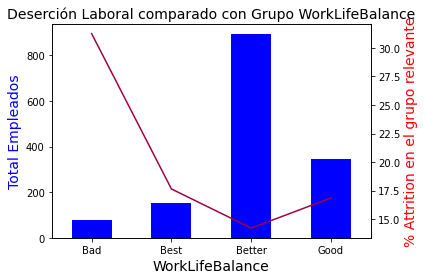 Deserción Laboral comparado con Grupo WorkLifeBalance
Total Empleados
800
600
400
200
0
30.0
27.5
25.0
22.5
20.0
17.5
15.0
% Attrition en el grupo relevante
Bad Best Better Good
WorkLifeBalance